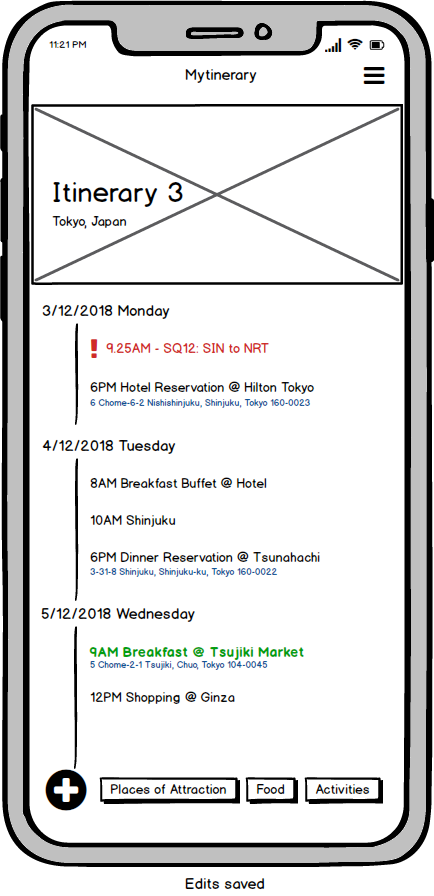 11:21 PM
Mytinerary
Itinerary 3
Tokyo, Japan
3/12/2018 Monday
! 9.25AM - SQ12: SIN to NRT
6PM Hotel Reservation @ Hilton Tokyo
6 Chome-6-2 Nishishinjuku, Shinjuku, Tokyo 160-0023
4/12/2018 Tuesday
8AM Breakfast Buffet @ Hotel
10AM Shinjuku
6PM Dinner Reservation @ Tsunahachi
3-31-8 Shinjuku, Shinjuku-ku, Tokyo 160-0022
5/12/2018 Wednesday
9AM Breakfast @ Tsujiki Market
5 Chome-2-1 Tsujiki, Chuo, Tokyo 104-0045
12PM Shopping @ Ginza
Places of Attraction Food Activities
Edits saved